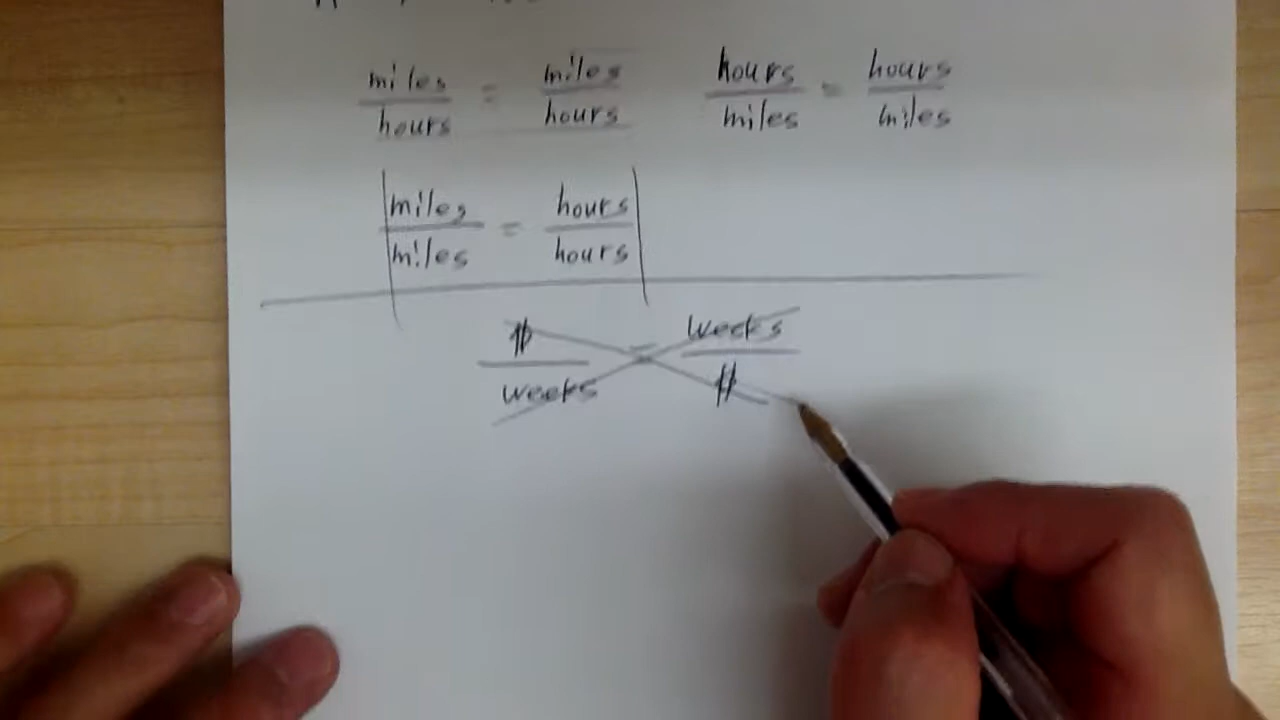 miles/hours = miles/hours hours/miles = hours/miles
miles/miles = hours/hours
$/weeks = weeks/$